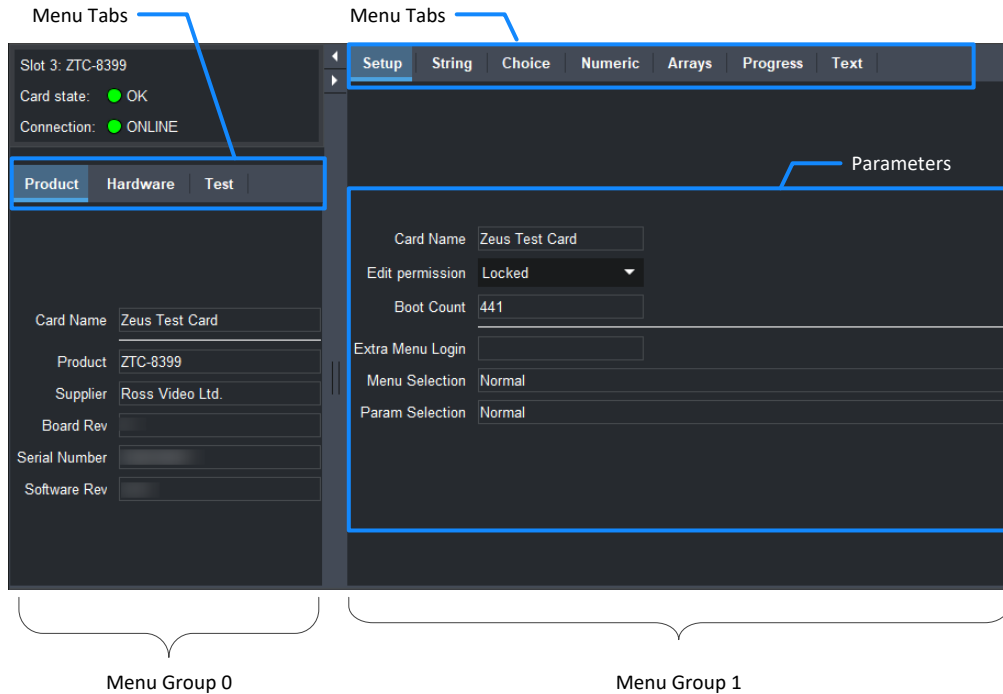 Menu Tabs
Menu Tabs
Slot 3: ZTC-8399
Card state: OK
Connection: ONLINE
Product Hardware Test
Card Name Zeus Test Card
Product ZTC-8399
Supplier Ross Video Ltd.
Board Rev
Serial Number
Software Rev
Setup String Choice Numeric Arrays Progress Text
Parameters
Card Name Zeus Test Card
Edit permission Locked
Boot Count 441
Extra Menu Login
Menu Selection Normal
Param Selection Normal
Menu Group 0
Menu Group 1